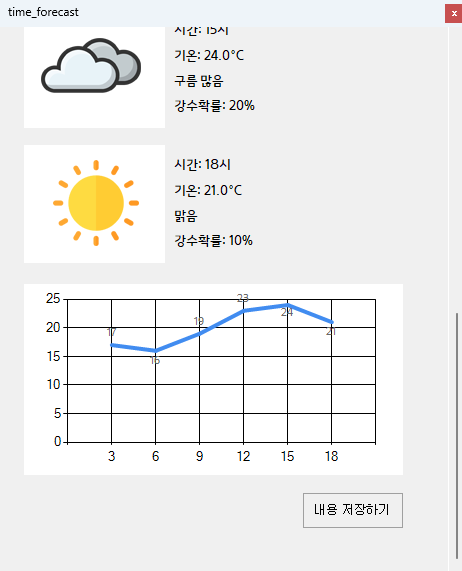 time_forecast
x
시간: 15시
기온: 24.0°C
구름 많음
강수확률: 20%
시간: 18시
기온: 21.0°C
맑음
강수확률: 10%
25
20
15
10
5
0
17
16
19
23
24
21
3 6 9 12 15 18
내용 저장하기